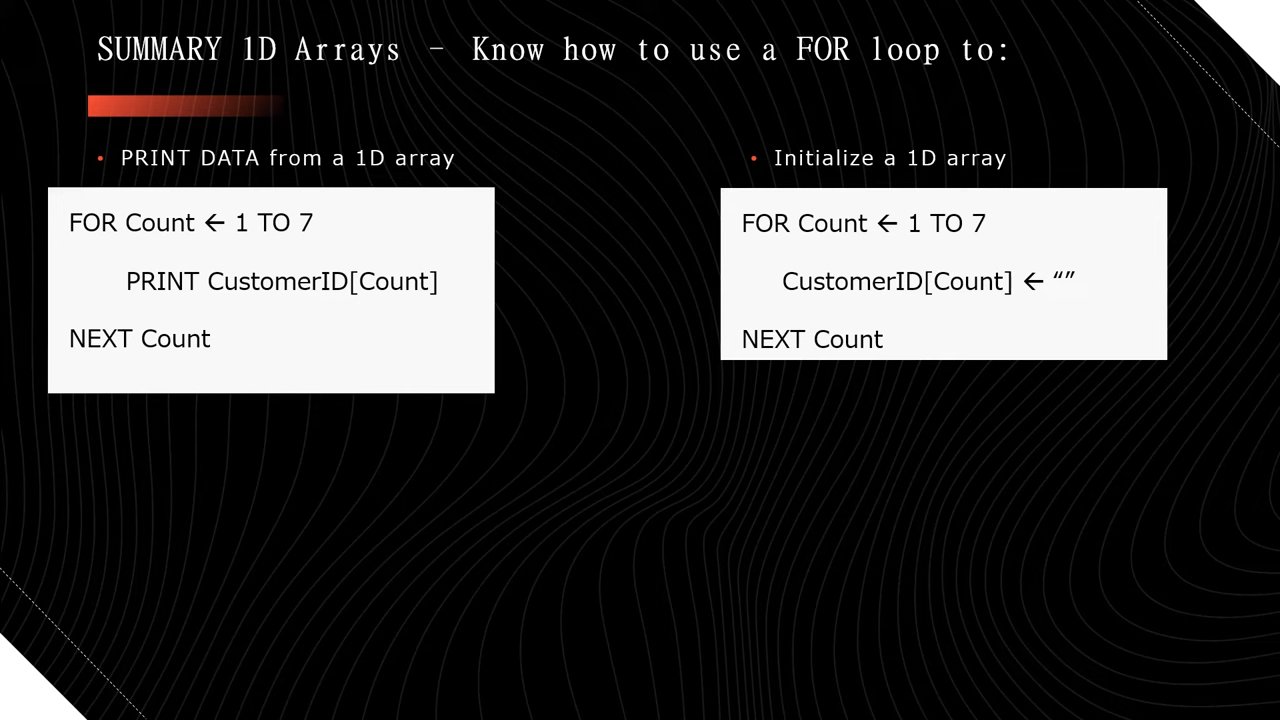 SUMMARY 1D Arrays – Know how to use a FOR loop to:
• PRINT DATA from a 1D array
FOR Count ← 1 TO 7
PRINT CustomerID[Count]
NEXT Count
• Initialize a 1D array
FOR Count ← 1 TO 7
CustomerID[Count] ← “”
NEXT Count